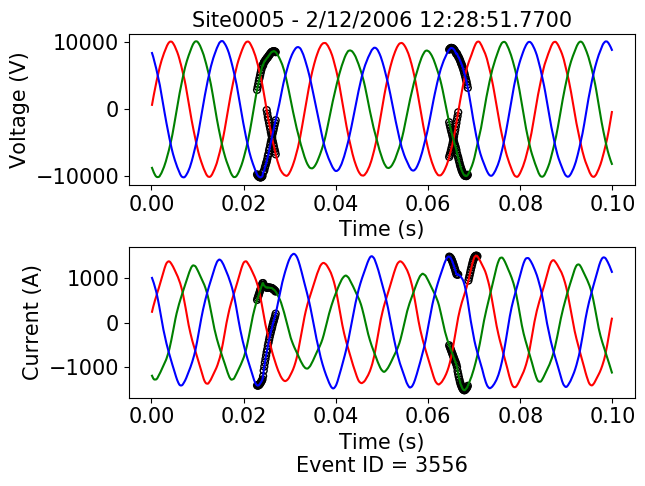 Site0005 - 2/12/2006 12:28:51.7700
10000
0
−10000
Voltage (V)
0.00 0.02 0.04 0.06 0.08 0.10
Time (s)
1000
0
−1000
Current (A)
0.00 0.02 0.04 0.06 0.08 0.10
Time (s)
Event ID = 3556